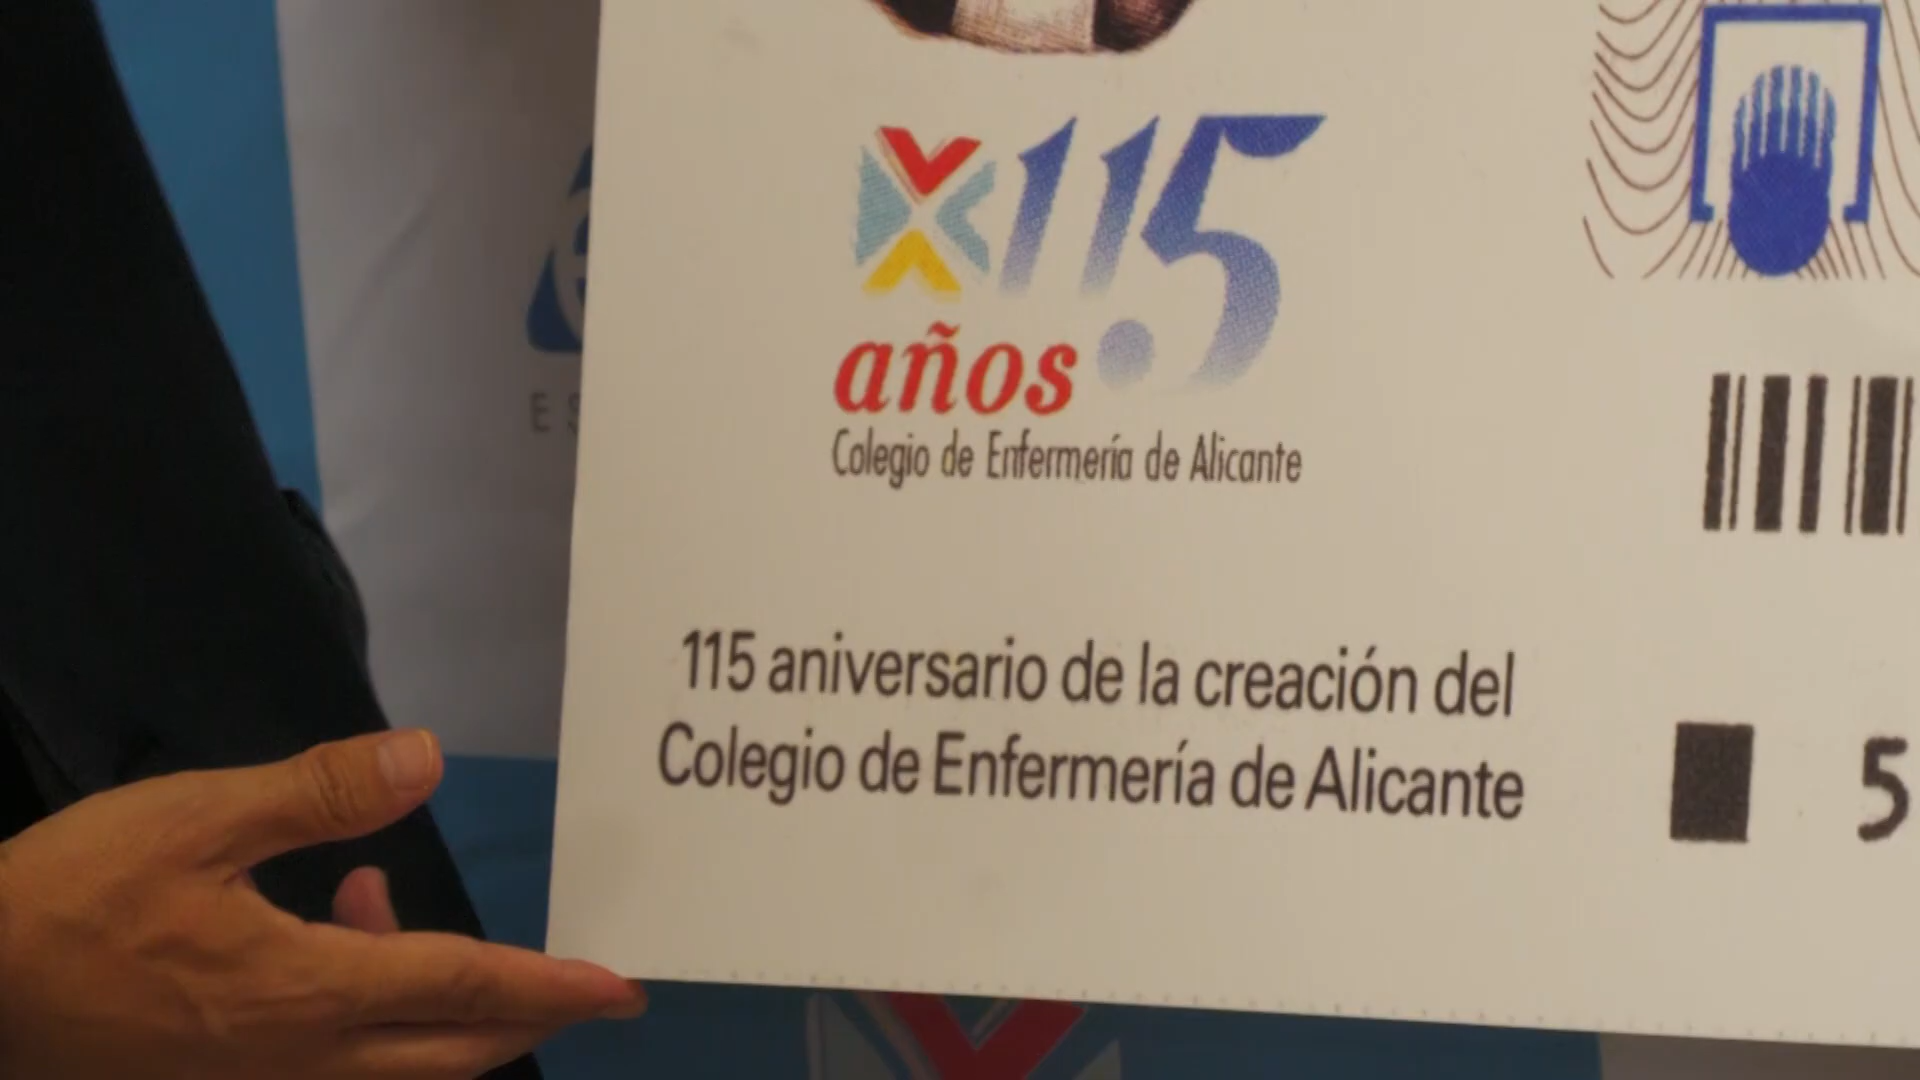 115
años
Colegio de Enfermería de Alicante
115 aniversario de la creación del
Colegio de Enfermería de Alicante
5
E